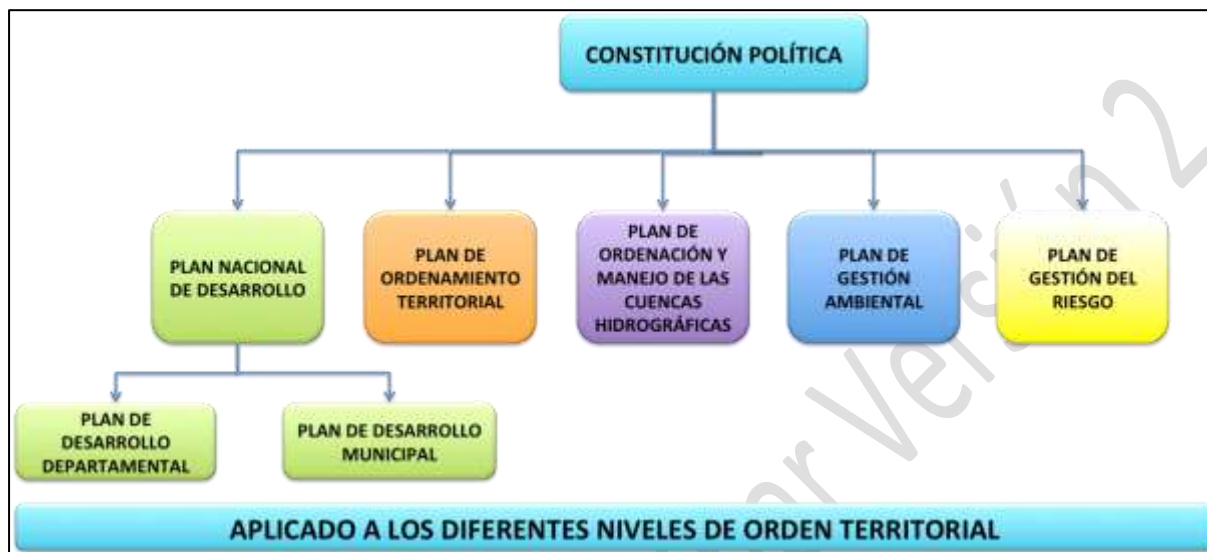 CONSTITUCIÓN POLÍTICA
PLAN NACIONAL
DE DESARROLLO
PLAN DE
ORDENAMIENTO
TERRITORIAL
PLAN DE
ORDENACIÓN Y
MANEJO DE LAS
CUENCAS
HIDROGRÁFICAS
PLAN DE
GESTIÓN
AMBIENTAL
PLAN DE
GESTIÓN DEL
RIESGO
PLAN DE
DESARROLLO
DEPARTAMENTAL
PLAN DE DESARROLLO
MUNICIPAL
APLICADO A LOS DIFERENTES NIVELES DE ORDEN TERRITORIAL
Versión 2